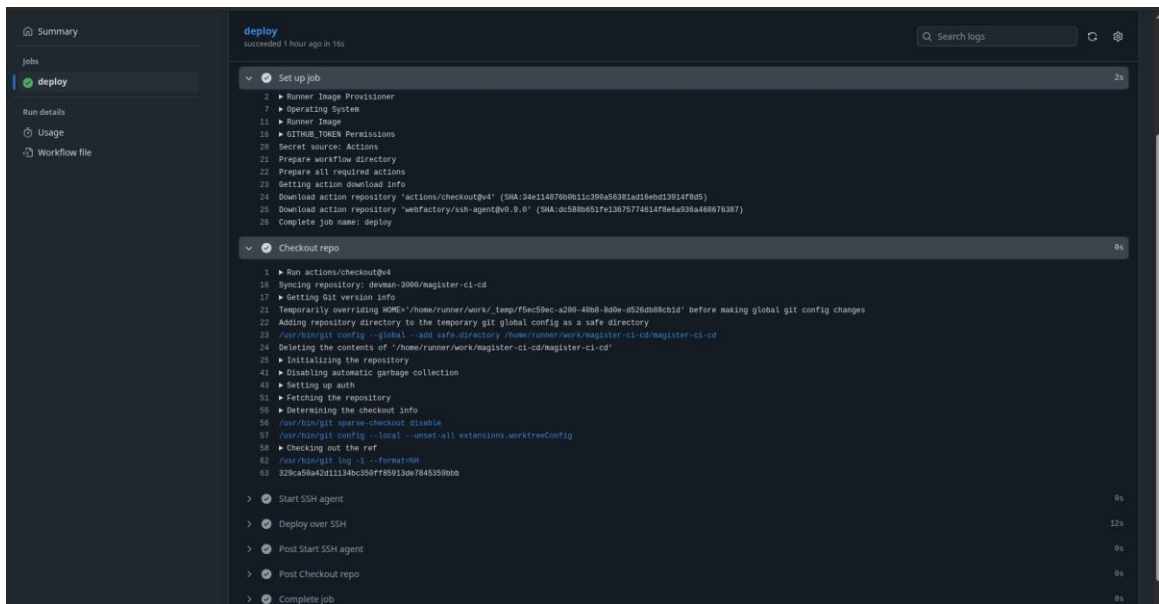 Summary
Jobs
deploy
Run details
Usage
Workflow file
deploy
succeeded 1 hour ago in 16s
Search logs
Set up job 2s
2 ▶ Runner Image Provisioner
7 ▶ Operating System
11 ▶ Runner Image
16 ▶ GITHUB_TOKEN Permissions
20 Secret source: Actions
21 Prepare workflow directory
22 Prepare all required actions
23 Getting action download info
24 Download action repository 'actions/checkout@v4' (SHA:34e114876b0b11c390a56381ad16ebd13914f8d5)
25 Download action repository 'webfactory/ssh-agent@v0.9.0' (SHA:dc588b651fe13675774614f8e6a936a468676387)
26 Complete job name: deploy
Checkout repo 0s
1 ▶ Run actions/checkout@v4
16 Syncing repository: devman-3000/magister-ci-cd
17 ▶ Getting Git version info
21 Temporarily overriding HOME='/home/runner/work/_temp/f5ec59ec-a280-40b8-8d0e-d526db88cb1d' before making global git config changes
22 Adding repository directory to the temporary git global config as a safe directory
23 /usr/bin/git config --global --add safe.directory /home/runner/work/magister-ci-cd/magister-ci-cd
24 Deleting the contents of '/home/runner/work/magister-ci-cd/magister-ci-cd'
25 ▶ Initializing the repository
41 ▶ Disabling automatic garbage collection
43 ▶ Setting up auth
51 ▶ Fetching the repository
55 ▶ Determining the checkout info
56 /usr/bin/git sparse-checkout disable
57 /usr/bin/git config --local --unset-all extensions.worktreeConfig
58 ▶ Checking out the ref
62 /usr/bin/git log -1 --format=%H
63 329ca50a42d11134bc350ff85913de7845359bbb
Start SSH agent 0s
Deploy over SSH 12s
Post Start SSH agent 0s
Post Checkout repo 0s
Complete job 0s